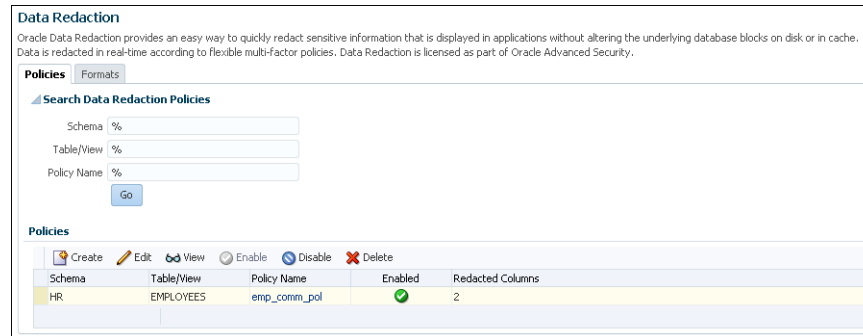 Data Redaction
Oracle Data Redaction provides an easy way to quickly redact sensitive information that is displayed in applications without altering the underlying database blocks on disk or in cache.
Data is redacted in real-time according to flexible multi-factor policies. Data Redaction is licensed as part of Oracle Advanced Security.
Policies Formats
Search Data Redaction Policies
Schema %
Table/View %
Policy Name %
Go
Policies
Create Edit View Enable Disable Delete
Schema Table/View Policy Name Enabled Redacted Columns
HR EMPLOYEES emp_comm_pol 2